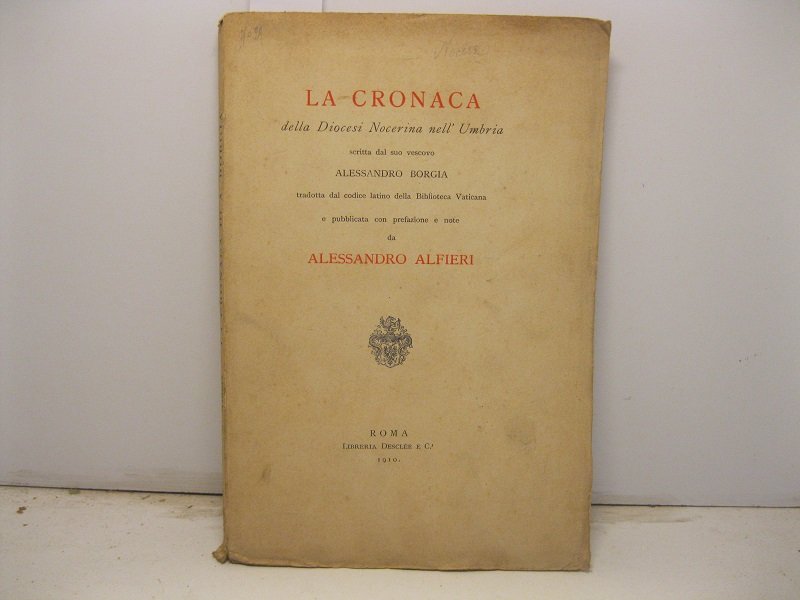 LA CRONACA
della Diocesi Nocerina nell' Umbria
scritta dal suo vescovo
ALESSANDRO BORGIA
tradotta dal codice latino della Biblioteca Vaticana
e pubblicata con prefazione e note
da
ALESSANDRO ALFIERI
ROMA
LIBRERIA DESCLÉE E C.i
1910.